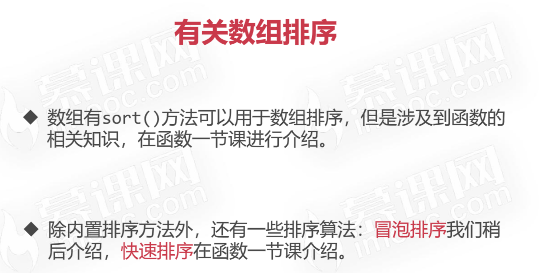 有关数组排序
◆ 数组有sort()方法可以用于数组排序，但是涉及到函数的
相关知识，在函数一节课进行介绍。
◆ 除内置排序方法外，还有一些排序算法：冒泡排序我们稍
后介绍，快速排序在函数一节课介绍。